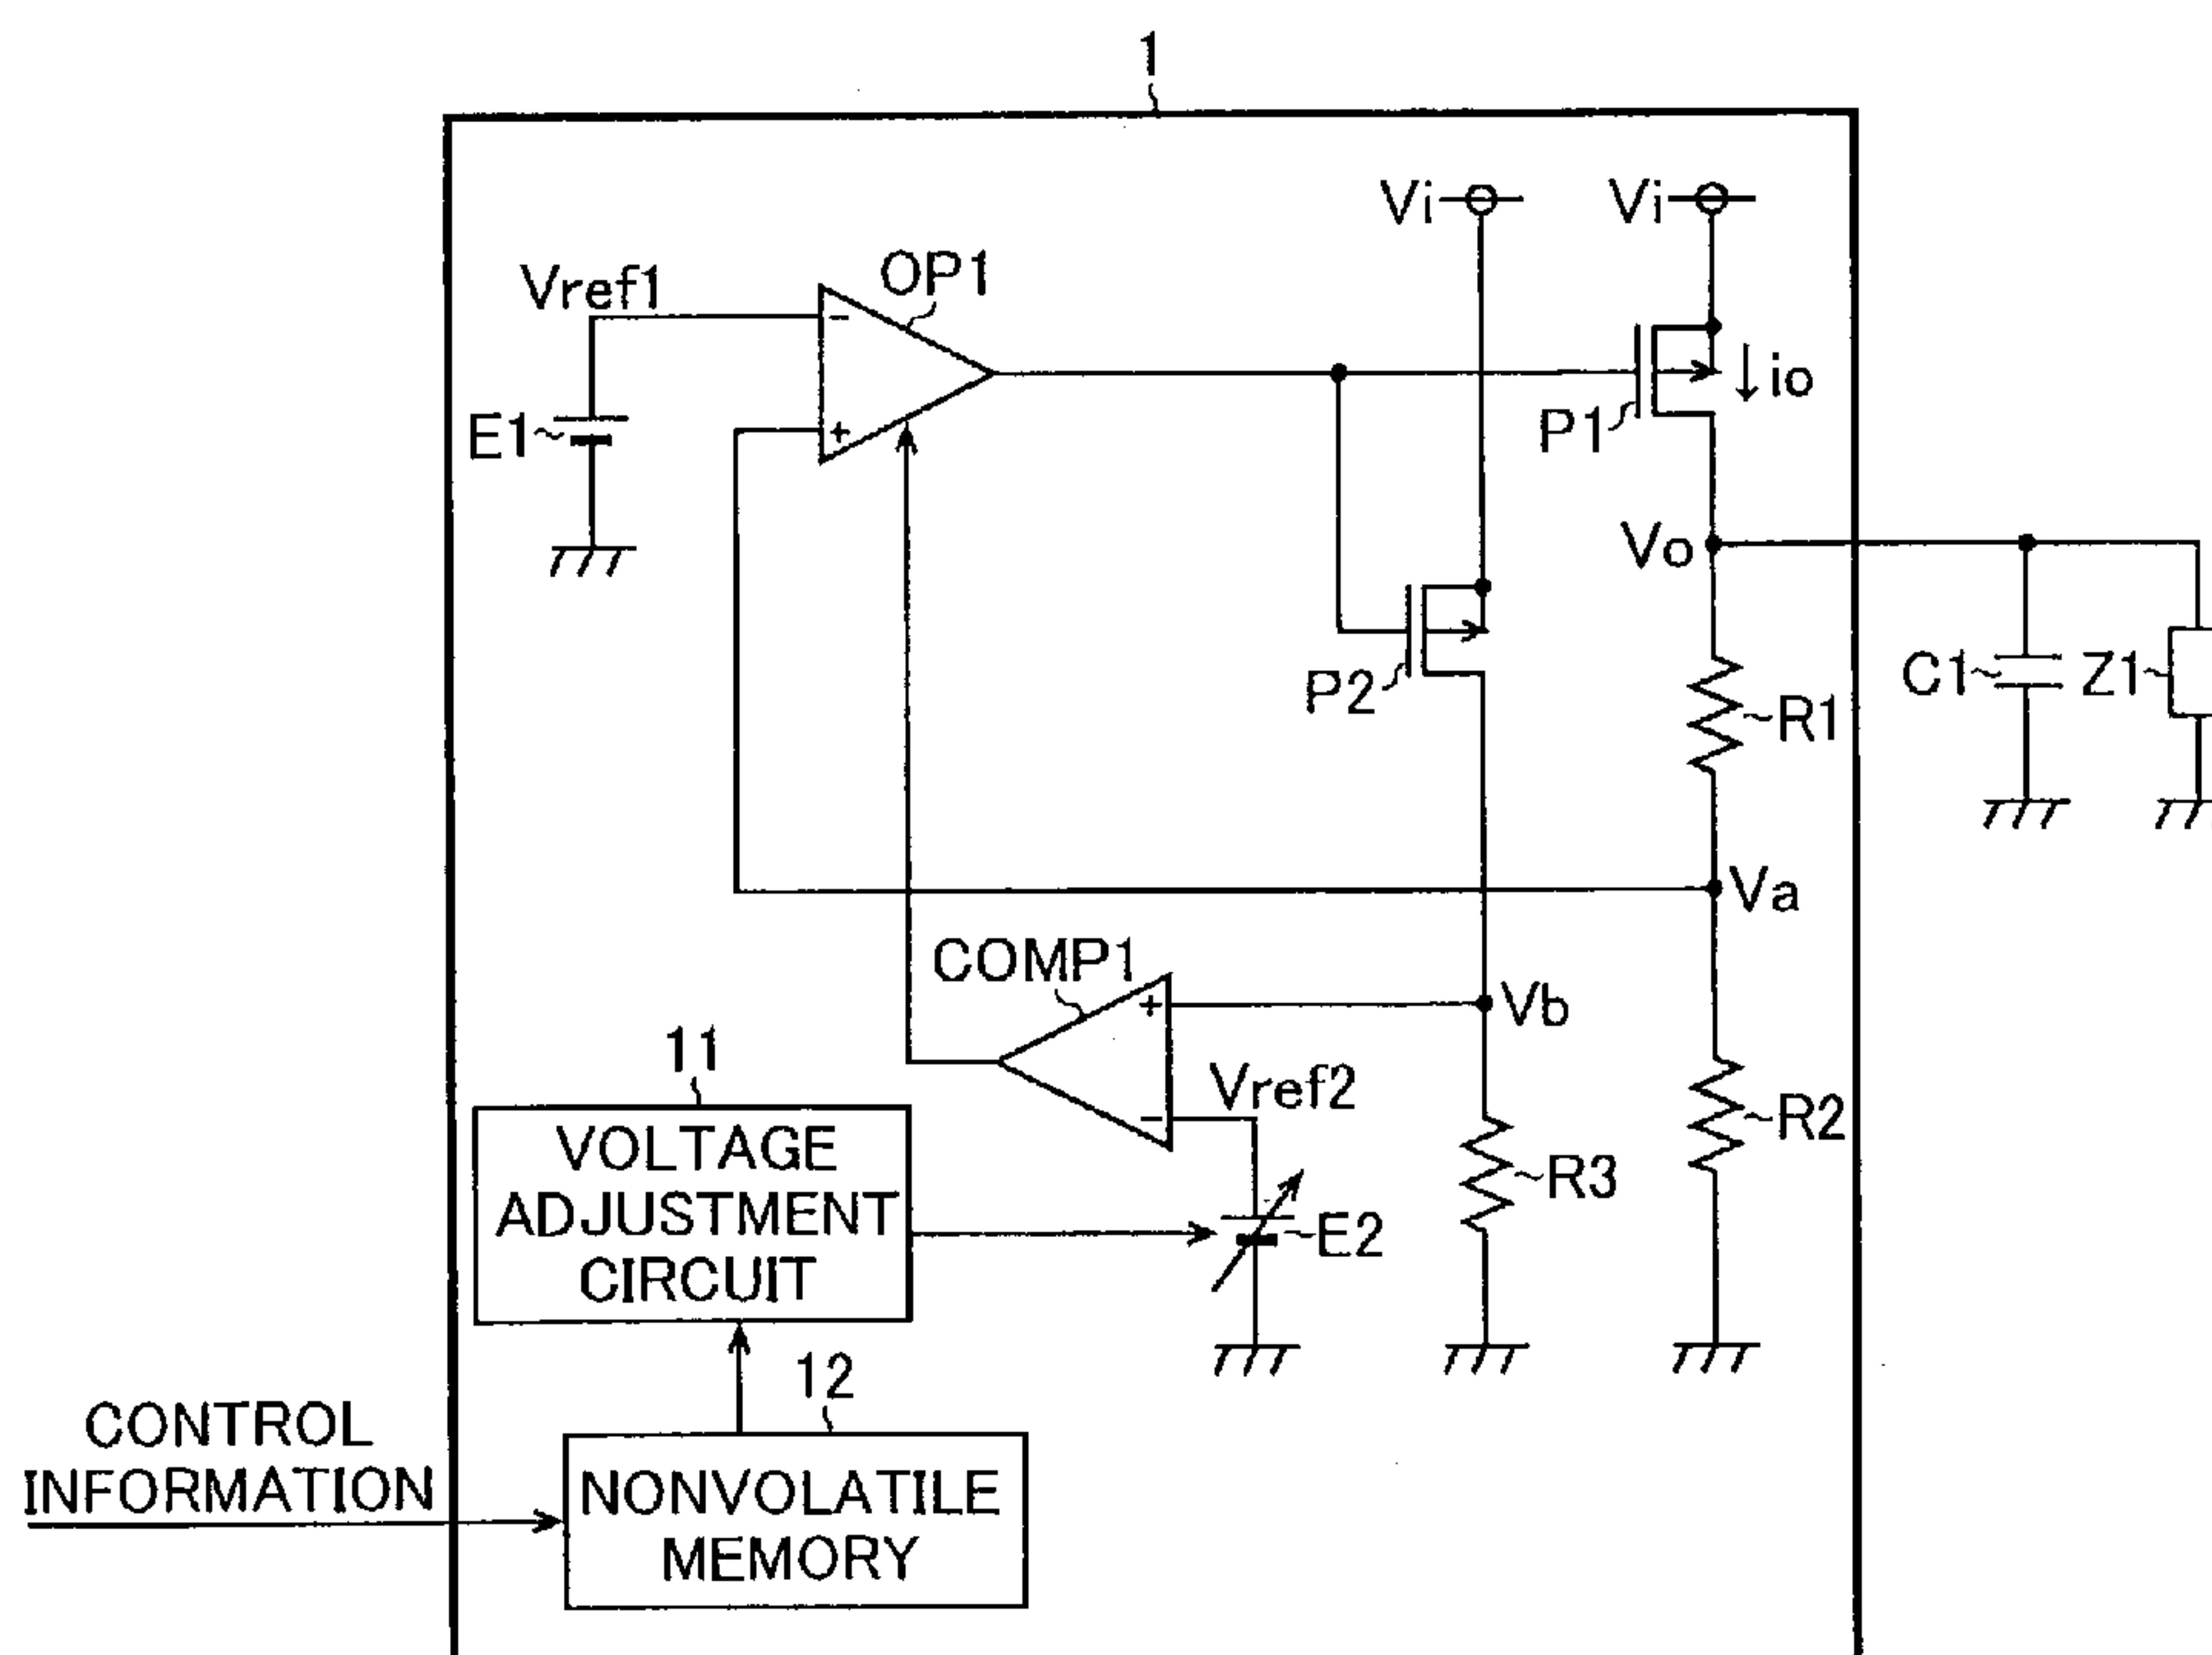 1
Vi
Vi
Vref1
OP1
-
+
E1
P1
io
Vo
P2
C1
Z1
R1
Va
COMP1
+
Vb
11
Vref2
-
VOLTAGE
ADJUSTMENT
CIRCUIT
R2
R3
E2
12
CONTROL
INFORMATION
NONVOLATILE
MEMORY